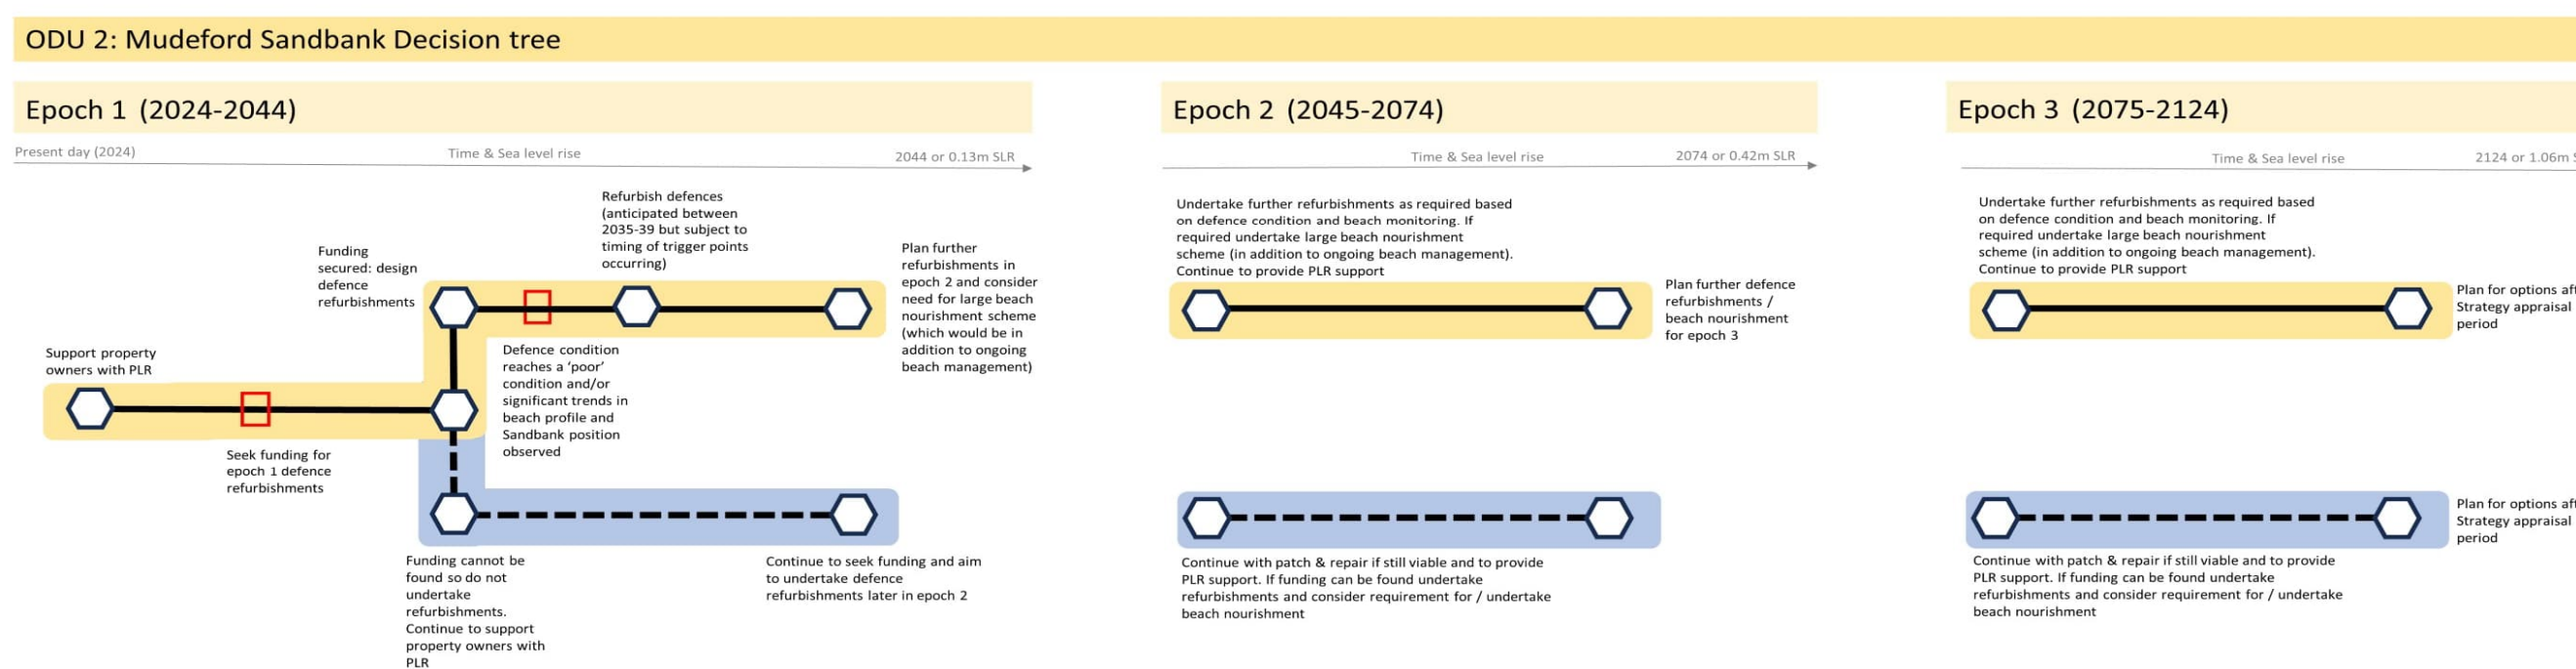 ODU 2: Mudeford Sandbank Decision tree
Epoch 1 (2024-2044)
Present day (2024)
Time & Sea level rise
2044 or 0.13m SLR
Support property
owners with PLR
Seek funding for
epoch 1 defence
refurbishments
Funding
secured: design
defence
refurbishments
Refurbish defences
(anticipated between
2035-39 but subject to
timing of trigger points
occurring)
Defence condition
reaches a ‘poor’
condition and/or
significant trends in
beach profile and
Sandbank position
observed
Plan further
refurbishments in
epoch 2 and consider
need for large beach
nourishment scheme
(which would be in
addition to ongoing
beach management)
Funding cannot be
found so do not
undertake
refurbishments.
Continue to support
property owners with
PLR
Continue to seek funding and aim
to undertake defence
refurbishments later in epoch 2
Epoch 2 (2045-2074)
Time & Sea level rise
2074 or 0.42m SLR
Undertake further refurbishments as required based
on defence condition and beach monitoring. If
required undertake large beach nourishment
scheme (in addition to ongoing beach management).
Continue to provide PLR support
Plan further defence
refurbishments /
beach nourishment
for epoch 3
Continue with patch & repair if still viable and to provide
PLR support. If funding can be found undertake
refurbishments and consider requirement for / undertake
beach nourishment
Epoch 3 (2075-2124)
Time & Sea level rise
2124 or 1.06m S
Undertake further refurbishments as required based
on defence condition and beach monitoring. If
required undertake large beach nourishment
scheme (in addition to ongoing beach management).
Continue to provide PLR support
Plan for options aft
Strategy appraisal
period
Plan for options aft
Strategy appraisal
period
Continue with patch & repair if still viable and to provide
PLR support. If funding can be found undertake
refurbishments and consider requirement for / undertake
beach nourishment